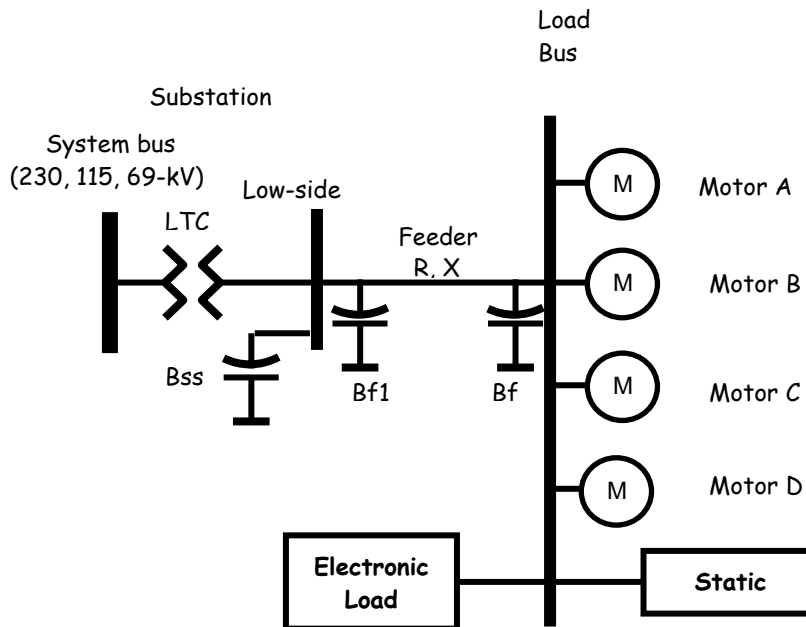 Load
Bus
Substation
System bus
(230, 115, 69-kV)
Low-side
LTC
Feeder
R, X
Bss
Bf1
Bf
M
Motor A
M
Motor B
M
Motor C
M
Motor D
Electronic
Load
Static